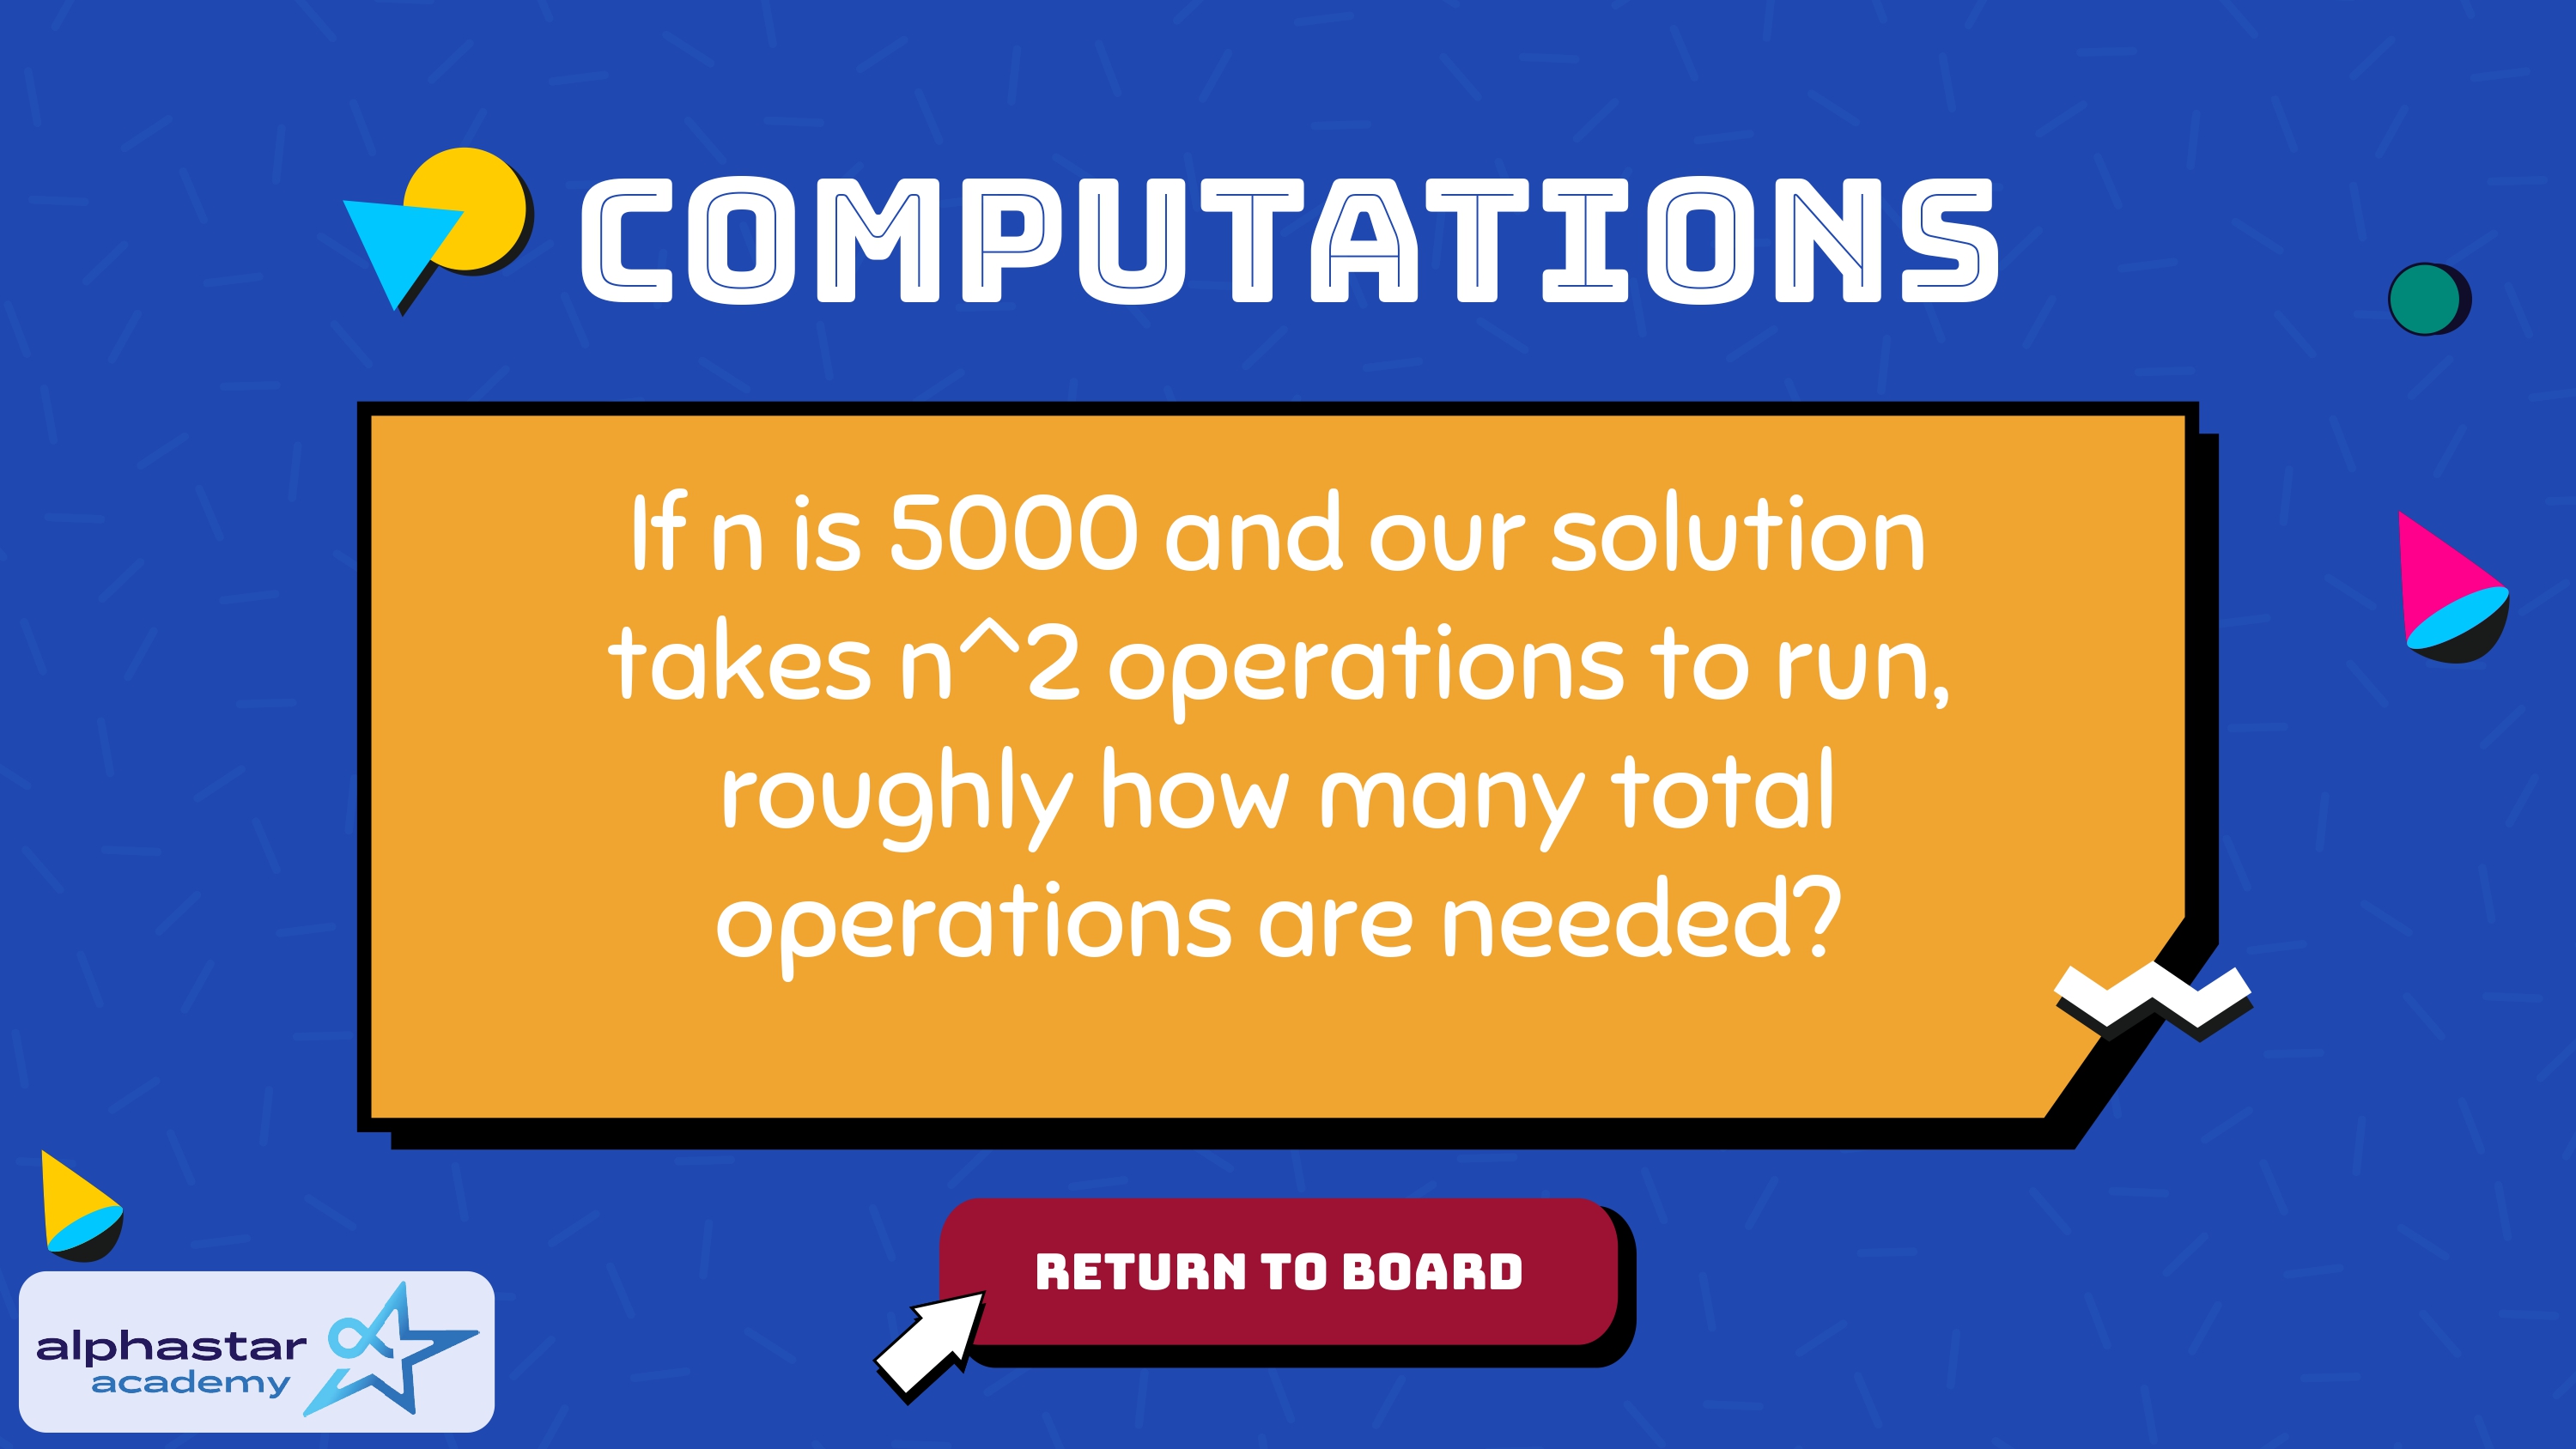 COMPUTATIONS
If n is 5000 and our solution
takes n^2 operations to run,
roughly how many total
operations are needed?
RETURN TO BOARD
alphastar
academy